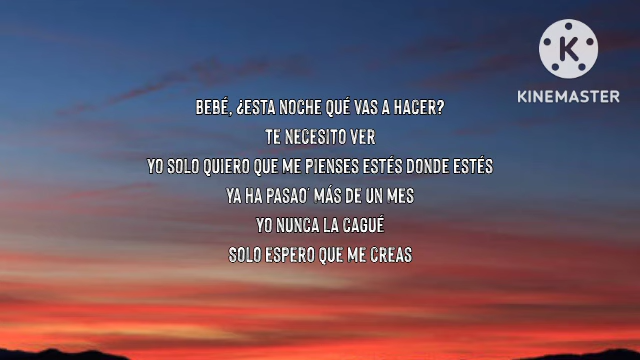 BEBÉ, ¿ESTA NOCHE QUÉ VAS A HACER?
TE NECESITO VER
YO SOLO QUIERO QUE ME PIENSES ESTÉS DONDE ESTÉS
YA HA PASAO' MÁS DE UN MES
YO NUNCA LA CAGUÉ
SOLO ESPERO QUE ME CREAS
K
KINEMASTER